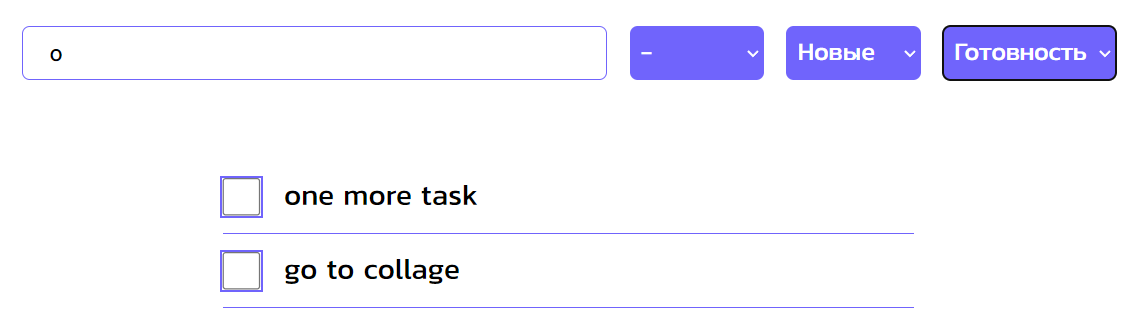 o
–
Новые
Готовность
one more task
go to collage